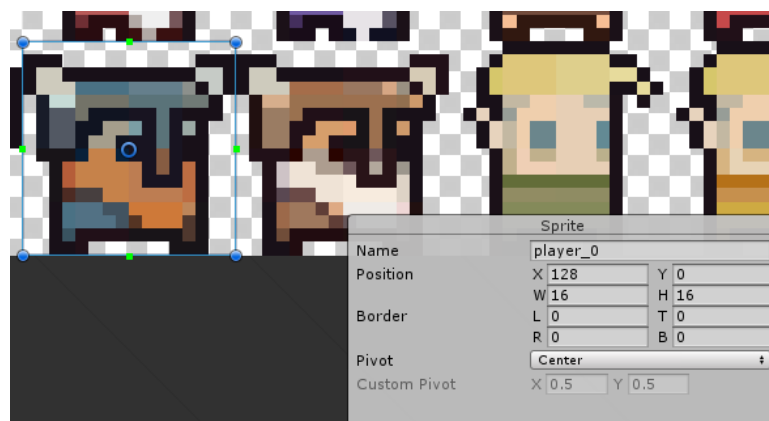 Sprite
Name player_0
Position X 128 Y 0
W 16 H 16
Border L 0 T 0
R 0 B 0
Pivot Center
Custom Pivot X 0.5 Y 0.5